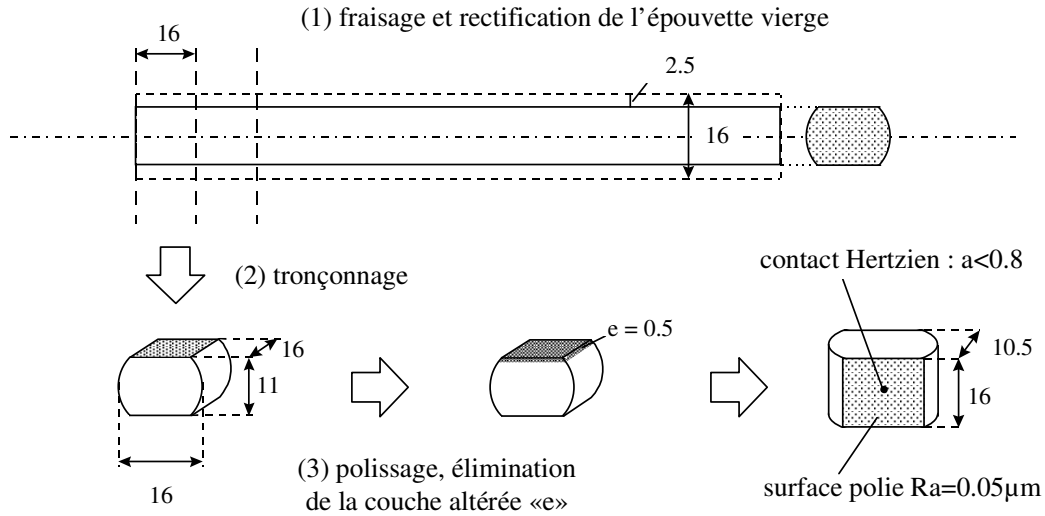 (1) fraisage et rectification de l'épouvette vierge
16
2.5
16
(2) tronçonnage
contact Hertzien : a<0.8
e = 0.5
16
11
10.5
16
16
(3) polissage, élimination
de la couche altérée «e»
surface polie Ra=0.05µm